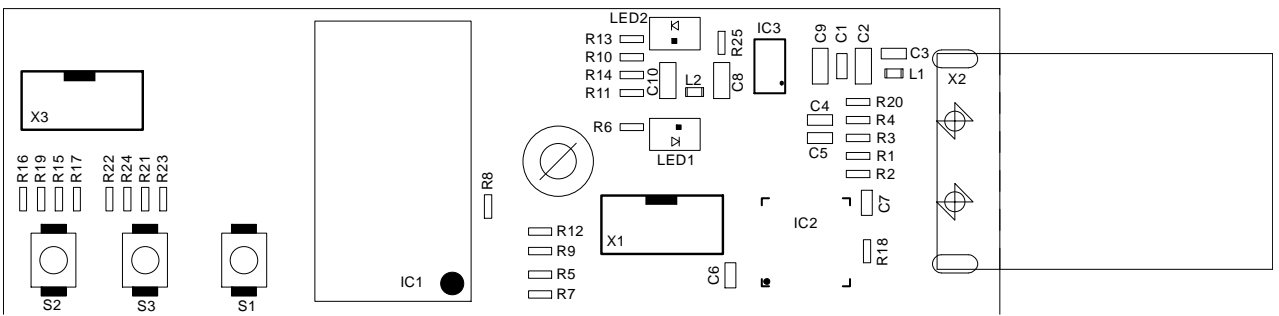 LED2
R13
R10
R14
R11
C10
L2
C8
R25
IC3
C9
C1
C2
C3
L1
X2
X3
R6
LED1
C4
C5
R20
R4
R3
R1
R2
R16
R19
R15
R17
R22
R24
R21
R23
R8
X1
IC2
C7
R12
R9
R5
R7
C6
R18
IC1
S2
S3
S1